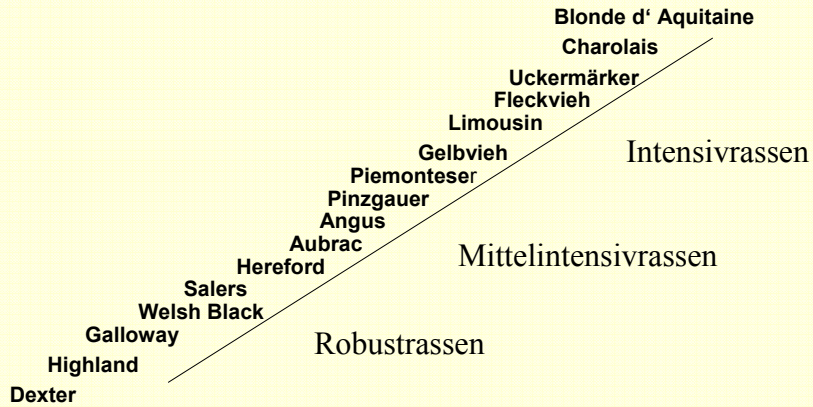 Blonde d‘ Aquitaine
Charolais
Uckermärker
Fleckvieh
Limousin
Gelbvieh
Intensivrassen
Piemonteser
Pinzgauer
Angus
Aubrac
Mittelintensivrassen
Hereford
Salers
Welsh Black
Galloway
Robustrassen
Highland
Dexter